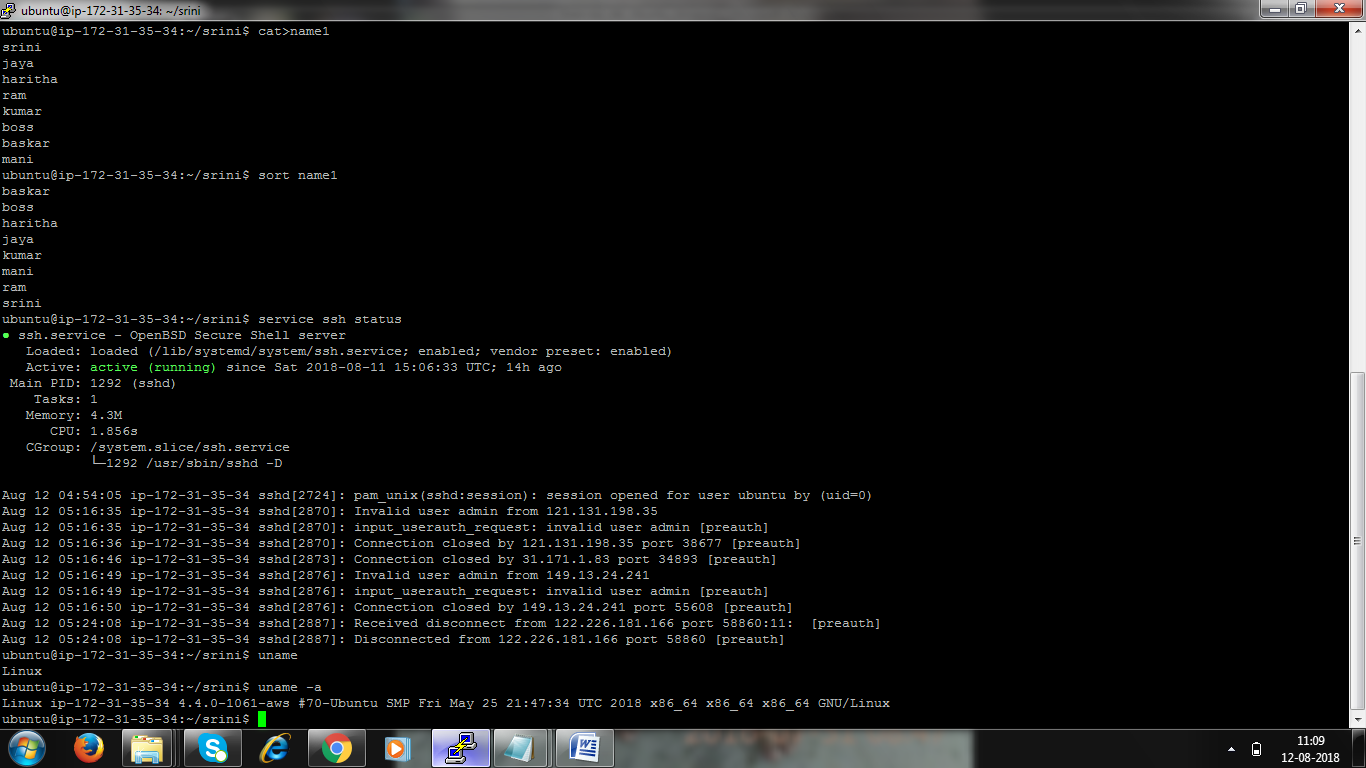 ubuntu@ip-172-31-35-34: ~/srini
ubuntu@ip-172-31-35-34:~/srini$ cat>name1
srini
jaya
haritha
ram
kumar
boss
baskar
mani
ubuntu@ip-172-31-35-34:~/srini$ sort name1
baskar
boss
haritha
jaya
kumar
mani
ram
srini
ubuntu@ip-172-31-35-34:~/srini$ service ssh status
● ssh.service - OpenBSD Secure Shell server
   Loaded: loaded (/lib/systemd/system/ssh.service; enabled; vendor preset: enabled)
   Active: active (running) since Sat 2018-08-11 15:06:33 UTC; 14h ago
 Main PID: 1292 (sshd)
    Tasks: 1
   Memory: 4.3M
      CPU: 1.856s
   CGroup: /system.slice/ssh.service
           └─1292 /usr/sbin/sshd -D
Aug 12 04:54:05 ip-172-31-35-34 sshd[2724]: pam_unix(sshd:session): session opened for user ubuntu by (uid=0)
Aug 12 05:16:35 ip-172-31-35-34 sshd[2870]: Invalid user admin from 121.131.198.35
Aug 12 05:16:35 ip-172-31-35-34 sshd[2870]: input_userauth_request: invalid user admin [preauth]
Aug 12 05:16:36 ip-172-31-35-34 sshd[2870]: Connection closed by 121.131.198.35 port 38677 [preauth]
Aug 12 05:16:46 ip-172-31-35-34 sshd[2873]: Connection closed by 31.171.1.83 port 34893 [preauth]
Aug 12 05:16:49 ip-172-31-35-34 sshd[2876]: Invalid user admin from 149.13.24.241
Aug 12 05:16:49 ip-172-31-35-34 sshd[2876]: input_userauth_request: invalid user admin [preauth]
Aug 12 05:16:50 ip-172-31-35-34 sshd[2876]: Connection closed by 149.13.24.241 port 55608 [preauth]
Aug 12 05:24:08 ip-172-31-35-34 sshd[2887]: Received disconnect from 122.226.181.166 port 58860:11:  [preauth]
Aug 12 05:24:08 ip-172-31-35-34 sshd[2887]: Disconnected from 122.226.181.166 port 58860 [preauth]
ubuntu@ip-172-31-35-34:~/srini$ uname
Linux
ubuntu@ip-172-31-35-34:~/srini$ uname -a
Linux ip-172-31-35-34 4.4.0-1061-aws #70-Ubuntu SMP Fri May 25 21:47:34 UTC 2018 x86_64 x86_64 x86_64 GNU/Linux
ubuntu@ip-172-31-35-34:~/srini$
11:09
12-08-2018